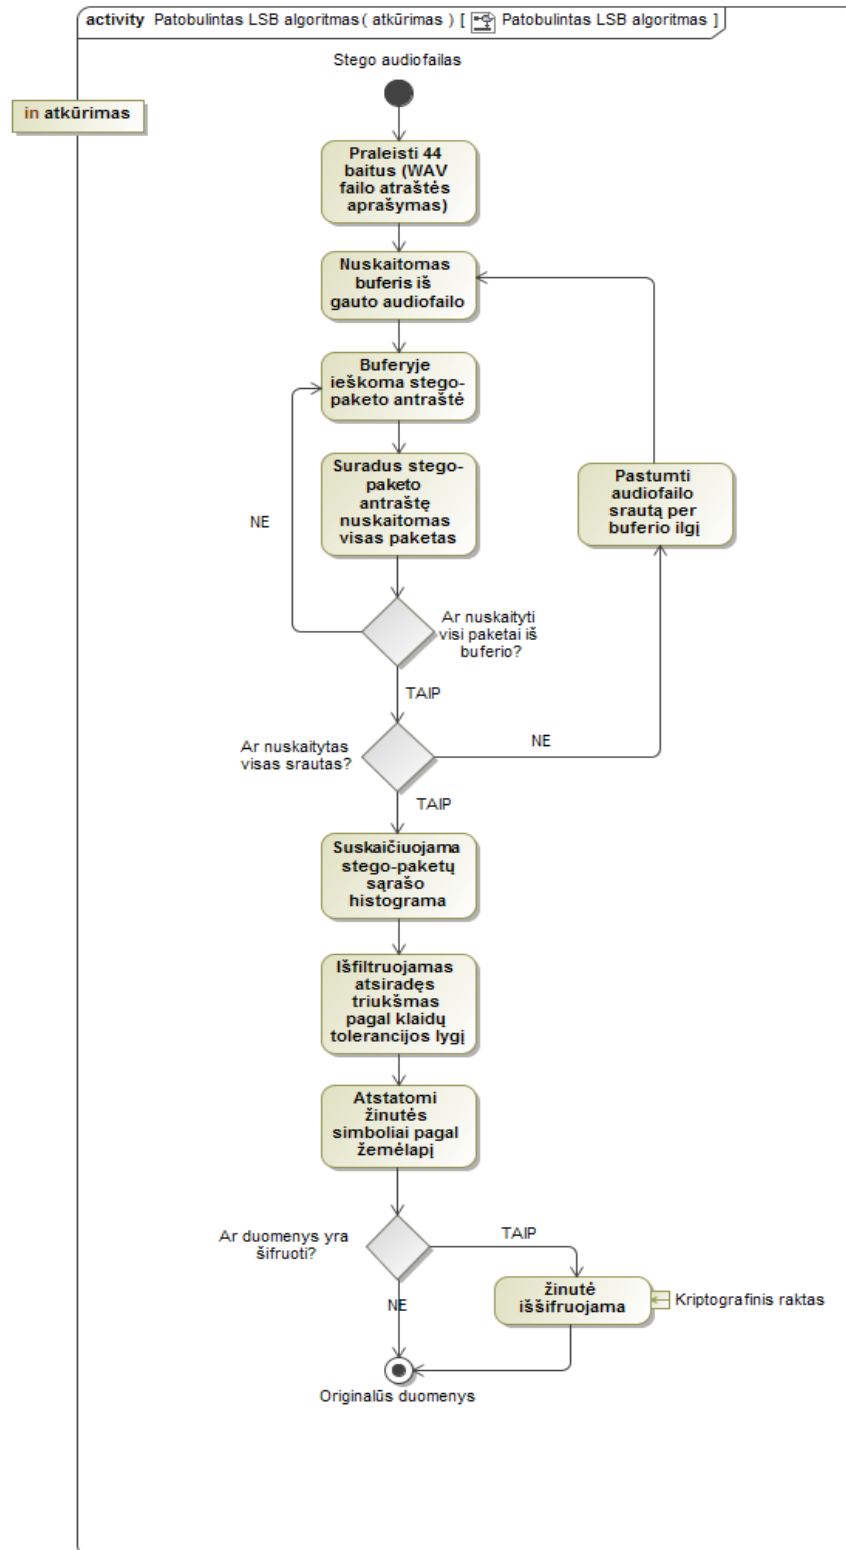 activity Patobulintas LSB algoritmas( atkūrimas ) [ Patobulintas LSB algoritmas ]
Stego audiofailas
in atkūrimas
Praleisti 44
baitus (WAV
failo atraštės
aprašymas)
Nuskaitomas
buferis iš
gauto audiofailo
Buferyje
ieškoma stego-
paketo antraštė
Suradus stego-
paketo
antraštę
nuskaitomas
visas paketas
Pastumti
audiofailo
srautą per
buferio ilgį
NE
Ar nuskaityti
visi paketai iš
buferio?
TAIP
Ar nuskaitytas
visas srautas?
NE
TAIP
Suskaičiuojama
stego-paketų
sąrašo
histograma
Išfiltruojamas
atsiradęs
triukšmas
pagal klaidų
tolerancijos lygį
Atstatomi
žinutės
simboliai pagal
žemėlapį
Ar duomenys yra
šifruoti?
TAIP
žinutė
iššifruojama
Kriptografinis raktas
NE
Originalūs duomenys